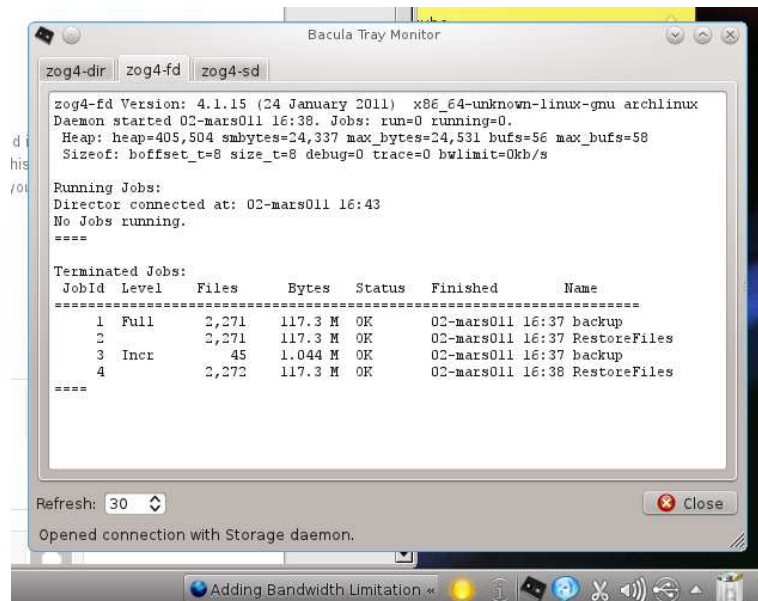 Bacula Tray Monitor
zog4-dir zog4-fd zog4-sd
zog4-fd Version: 4.1.15 (24 January 2011) x86_64-unknown-linux-gnu archlinux
Daemon started 02-mars011 16:38. Jobs: run=0 running=0.
Heap: heap=405,504 smbytes=24,337 max_bytes=24,531 bufs=56 max_bufs=58
Sizeof: boffset_t=8 size_t=8 debug=0 trace=0 bwlimit=0kb/s
Running Jobs:
Director connected at: 02-mars011 16:43
No Jobs running.
====
Terminated Jobs:
JobId Level Files Bytes Status Finished Name
======================================================================
1 Full 2,271 117.3 M OK 02-mars011 16:37 backup
2 2,271 117.3 M OK 02-mars011 16:37 RestoreFiles
3 Incr 45 1.044 M OK 02-mars011 16:37 backup
4 2,272 117.3 M OK 02-mars011 16:38 RestoreFiles
====
Refresh: 30
Close
Opened connection with Storage daemon.
Adding Bandwidth Limitation «